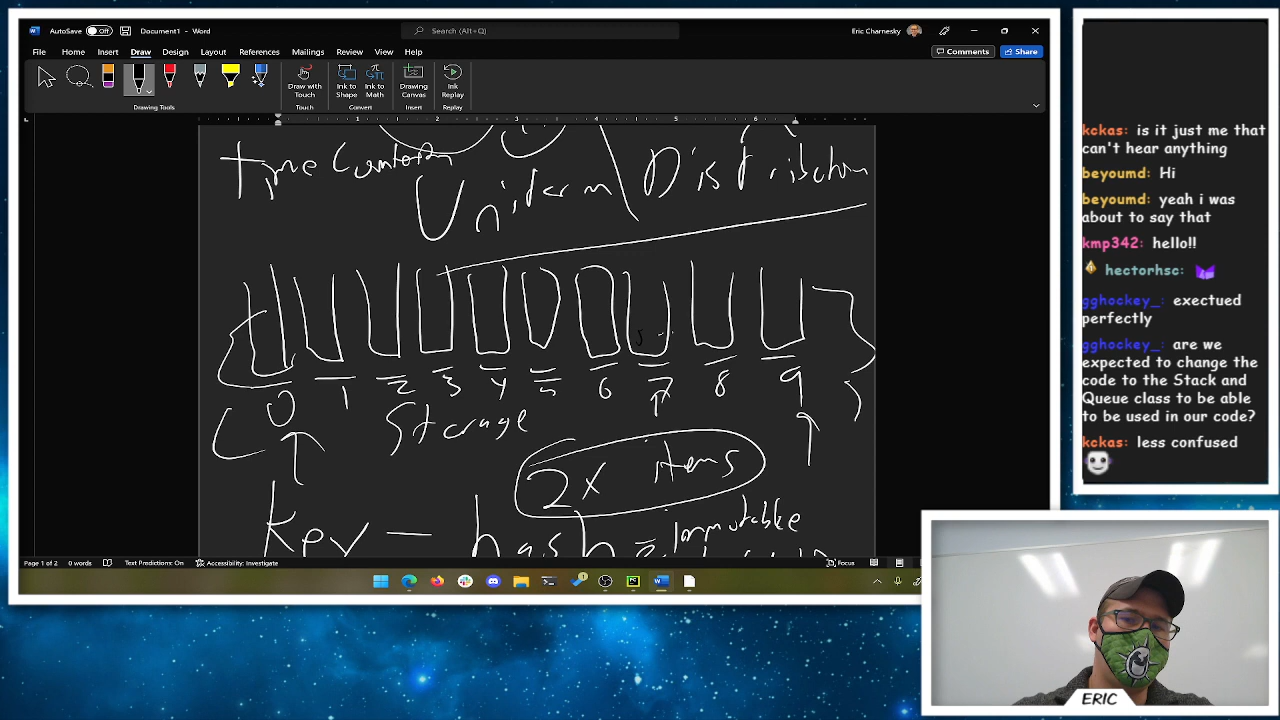 AutoSave Off Document1 - Word Search (Alt+Q) Eric Charnesky
File Home Insert Draw Design Layout References Mailings Review View Help Comments Share
Draw with Touch Ink to Shape Ink to Math Drawing Canvas Ink Replay
Drawing Tools Touch Convert Insert Replay
1 2 3 4 5 6
Time
Uniform Distribution
0 1 2 3 4 5 6 7 8 9
Storage
2x items
Key — hash = Immutable
Page 1 of 2 0 words Text Predictions: On Accessibility: Investigate Focus
kckas: is it just me that
can't hear anything
beyoumd: Hi
beyoumd: yeah i was
about to say that
kmp342: hello!!
hectorhsc:
gghockey_: exectued
perfectly
gghockey_: are we
expected to change the
code to the Stack and
Queue class to be able
to be used in our code?
kckas: less confused
ERIC